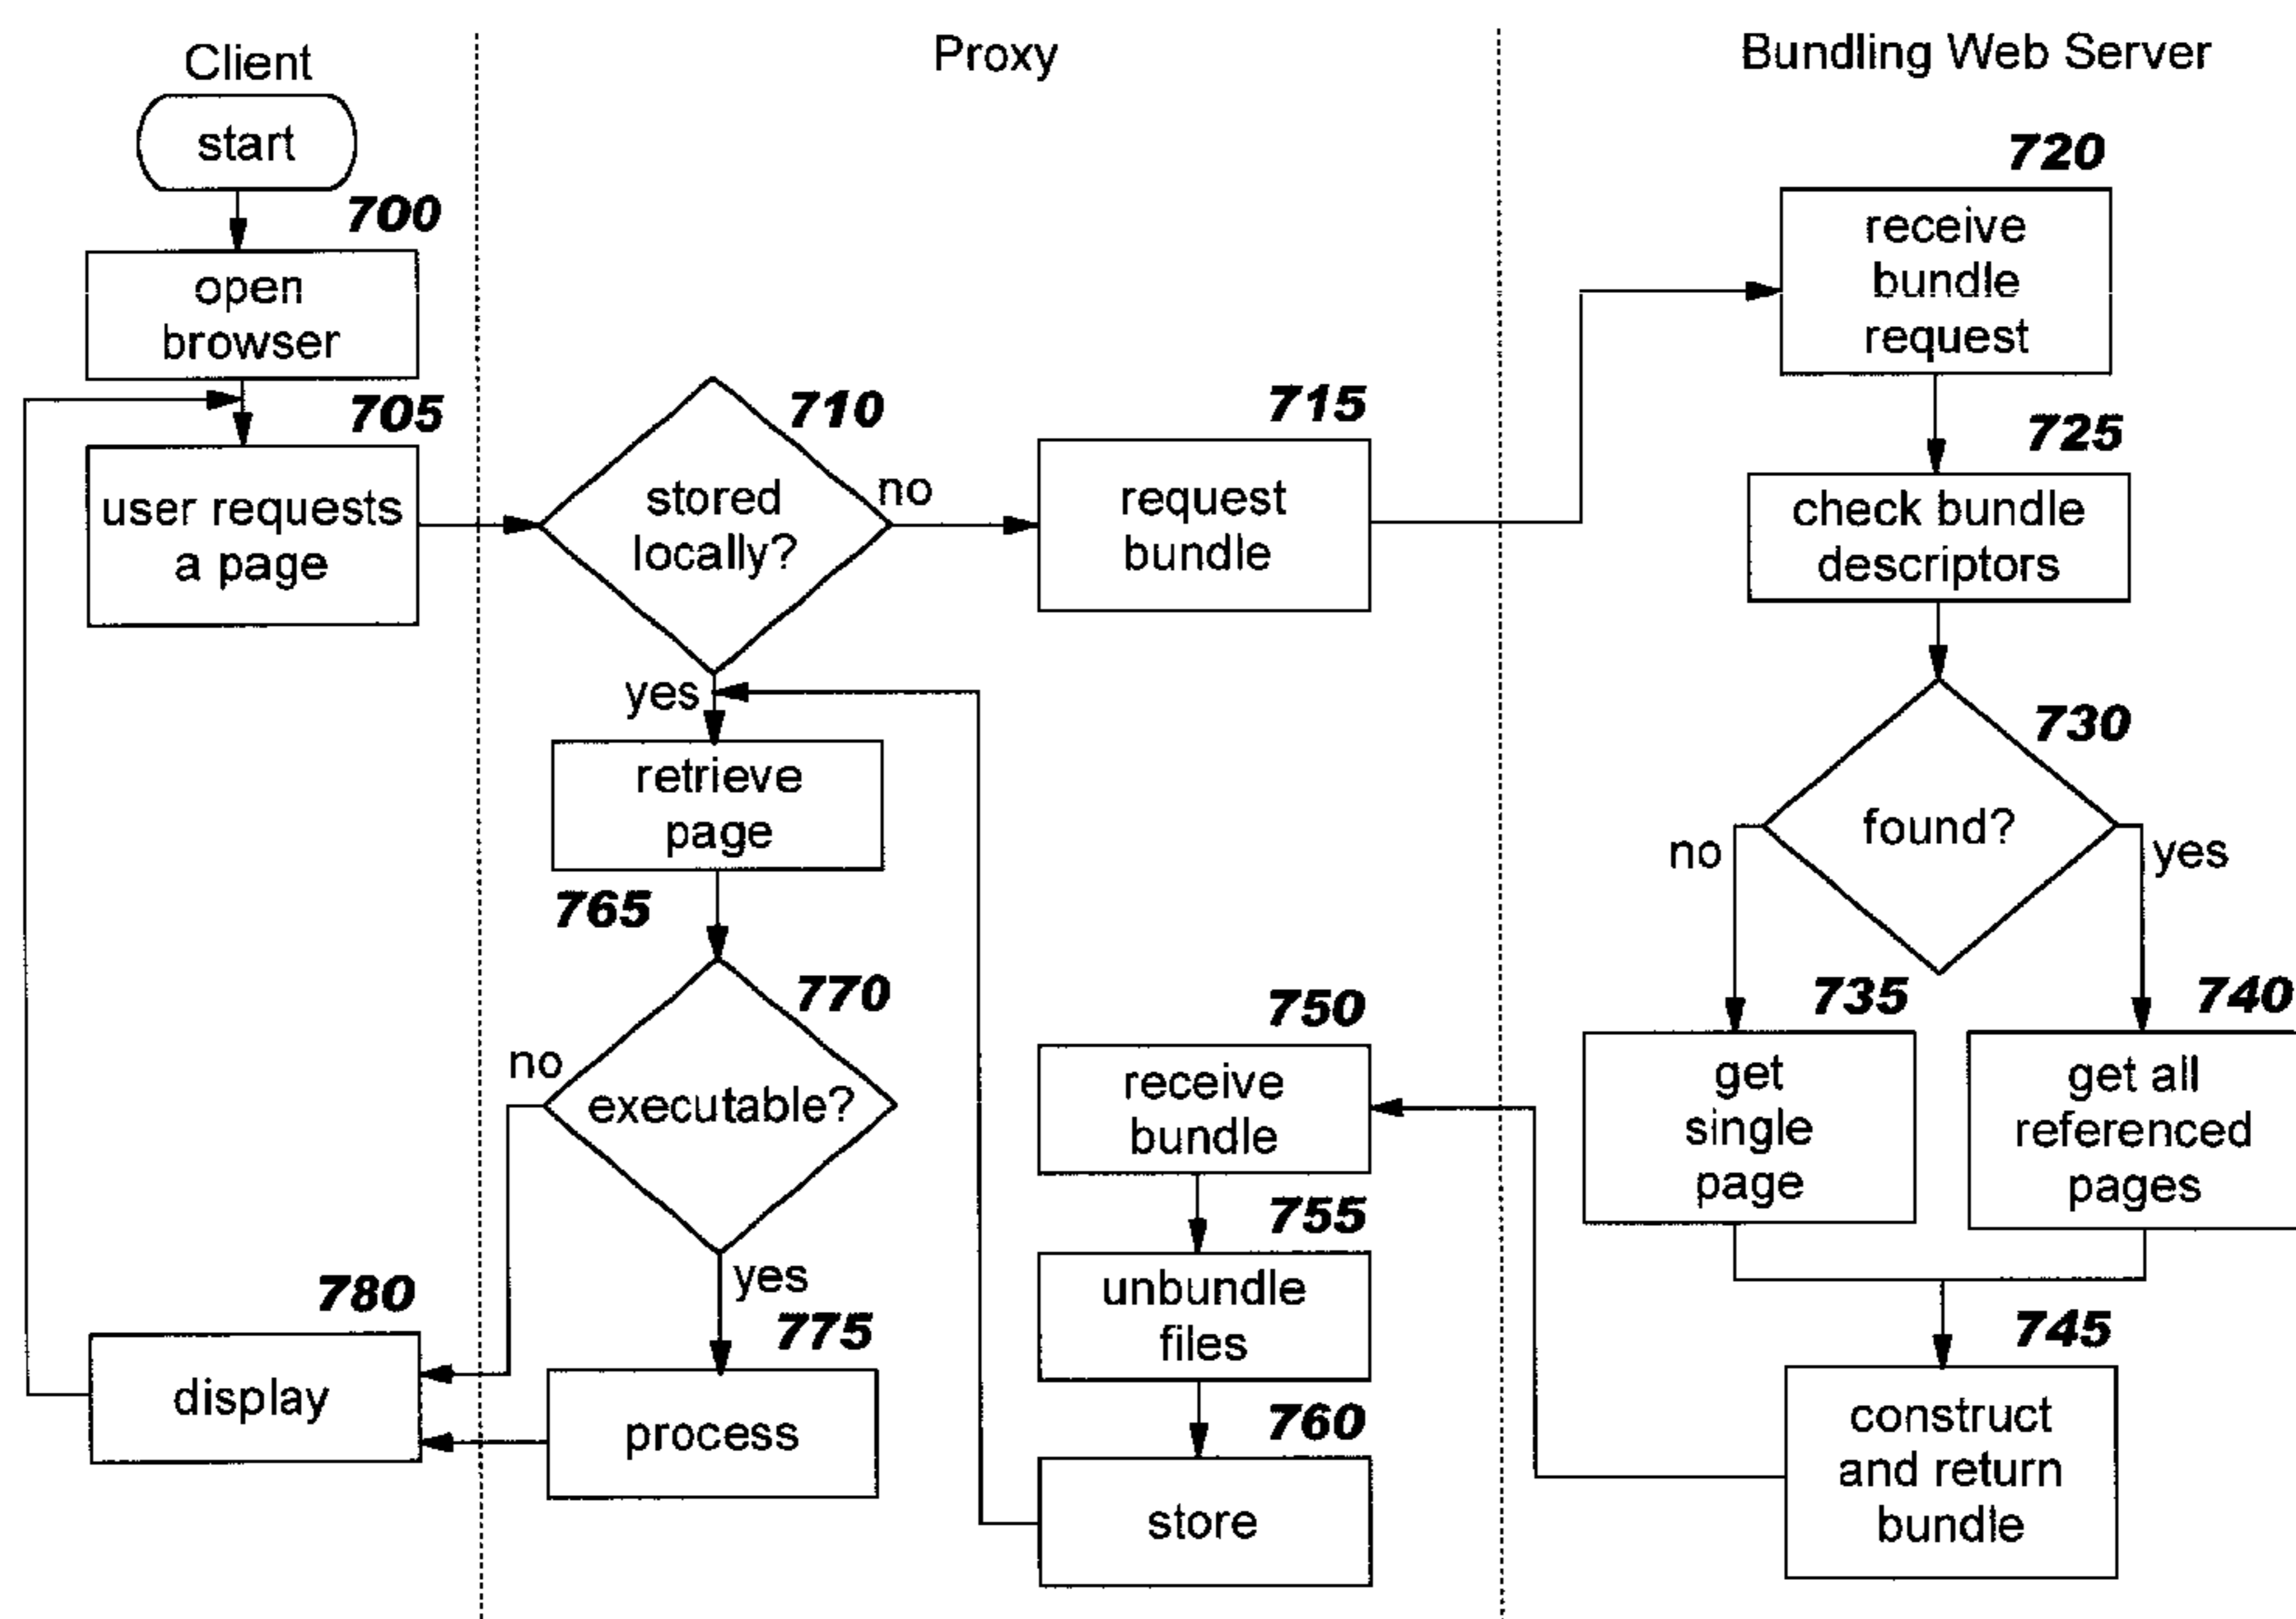 Client
start
700
open
browser
705
user requests
a page
780
display
Proxy
710
stored
locally?
no
yes
715
request
bundle
retrieve
page
765
770
executable?
no
yes
775
process
750
receive
bundle
755
unbundle
files
760
store
Bundling Web Server
720
receive
bundle
request
725
check bundle
descriptors
730
found?
no
yes
735
get
single
page
740
get all
referenced
pages
745
construct
and return
bundle